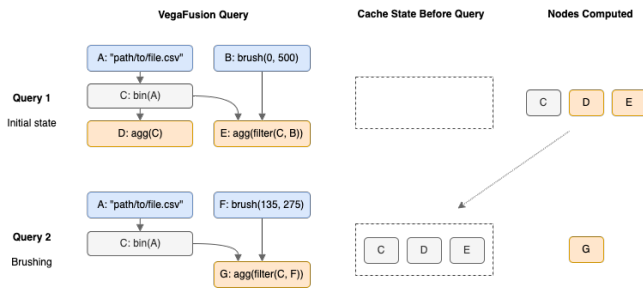 VegaFusion Query
Cache State Before Query
Nodes Computed
A: "path/to/file.csv"
B: brush(0, 500)
Query 1
Initial state
C: bin(A)
D: agg(C)
E: agg(filter(C, B))
C
D
E
A: "path/to/file.csv"
F: brush(135, 275)
Query 2
Brushing
C: bin(A)
G: agg(filter(C, F))
C
D
E
G